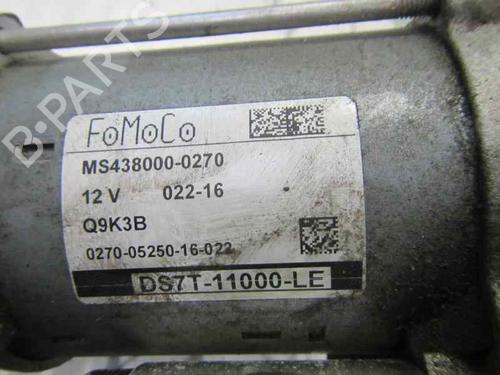 FoMoCo
MS438000-0270
12 V 022-16
Q9K3B
0270-05250-16-022
DS7T-11000-LE
B-PARTS